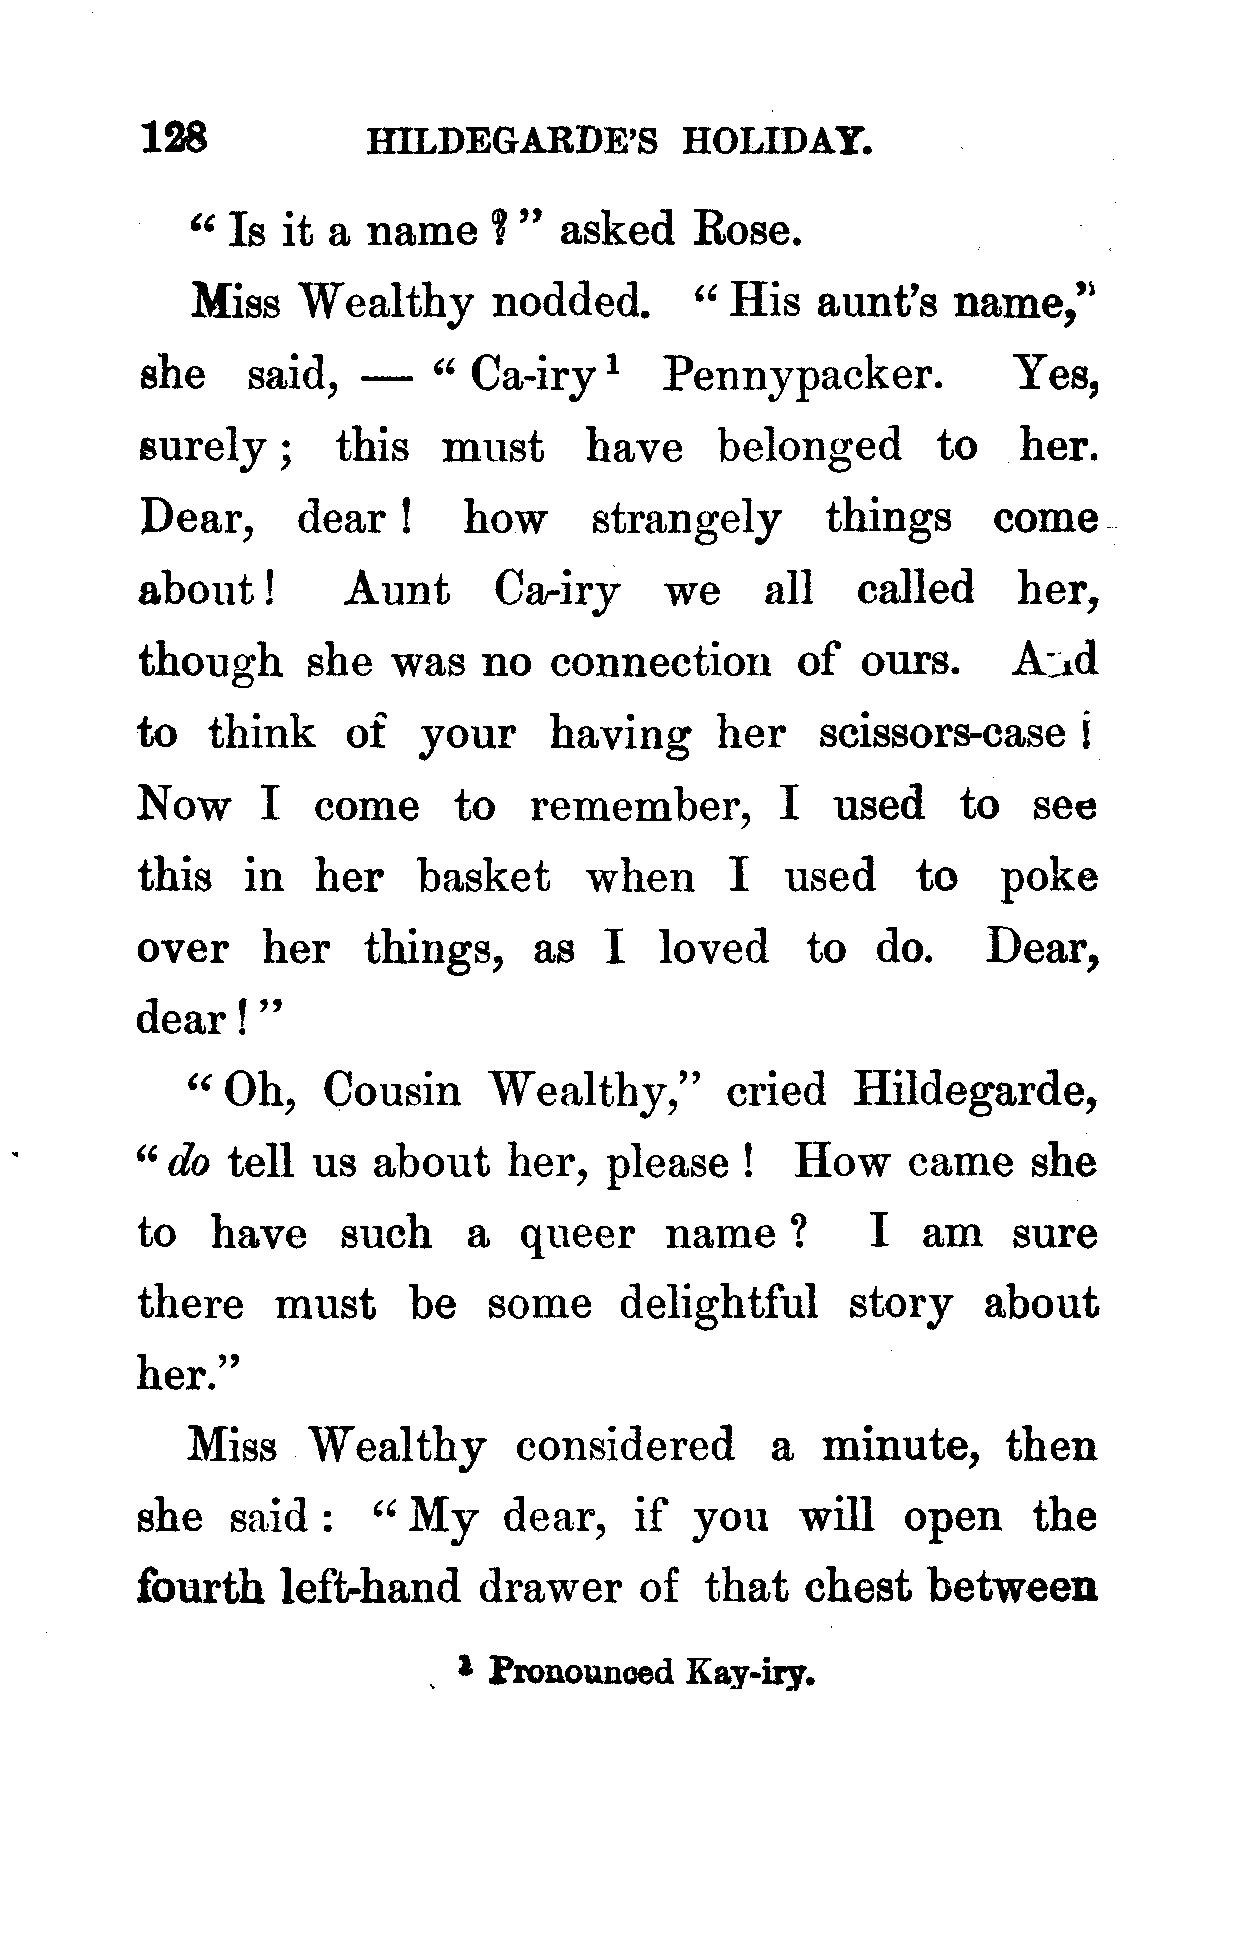 128 HILDEGARDE'S HOLIDAY.
“ Is it a name ? ” asked Rose.
Miss Wealthy nodded. “ His aunt's name,”
she said, — “ Ca-iry ¹ Pennypacker. Yes,
surely ; this must have belonged to her.
Dear, dear ! how strangely things come
about ! Aunt Ca-iry we all called her,
though she was no connection of ours. And
to think of your having her scissors-case !
Now I come to remember, I used to see
this in her basket when I used to poke
over her things, as I loved to do. Dear,
dear ! ”
“ Oh, Cousin Wealthy,” cried Hildegarde,
“ do tell us about her, please ! How came she
to have such a queer name ? I am sure
there must be some delightful story about
her.”
Miss Wealthy considered a minute, then
she said : “ My dear, if you will open the
fourth left-hand drawer of that chest between
¹ Pronounced Kay-iry.